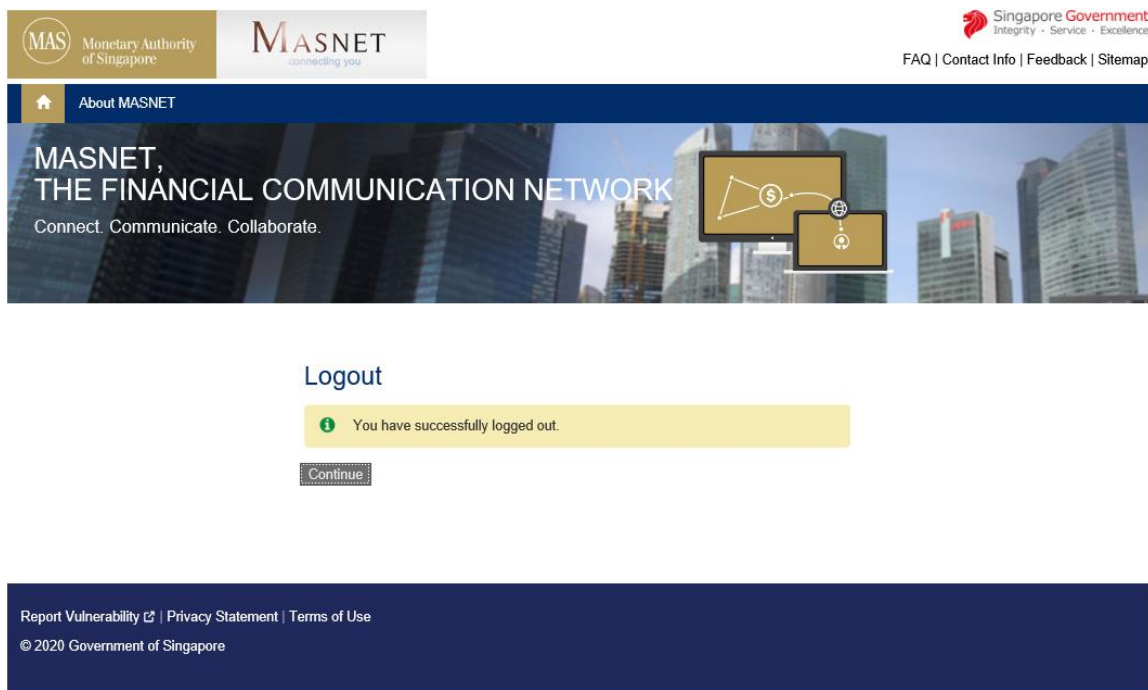 MAS Monetary Authority
of Singapore
MASNET
connecting you
Singapore Government
Integrity · Service · Excellence
FAQ | Contact Info | Feedback | Sitemap
About MASNET
MASNET,
THE FINANCIAL COMMUNICATION NETWORK
Connect. Communicate. Collaborate.
$
Logout
You have successfully logged out.
Continue
Report Vulnerability | Privacy Statement | Terms of Use
© 2020 Government of Singapore